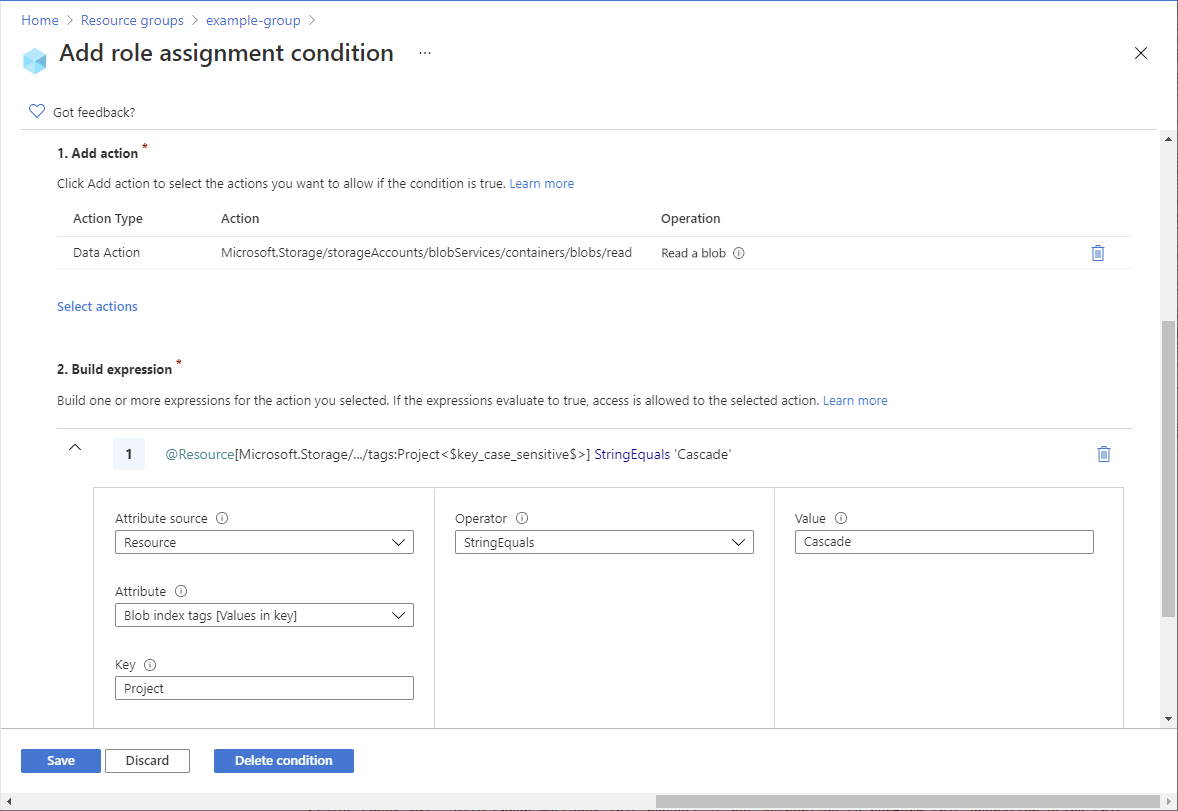 Home > Resource groups > example-group >
Add role assignment condition ...
Got feedback?
1. Add action *
Click Add action to select the actions you want to allow if the condition is true. Learn more
Action Type Action Operation
Data Action Microsoft.Storage/storageAccounts/blobServices/containers/blobs/read Read a blob
Select actions
2. Build expression *
Build one or more expressions for the action you selected. If the expressions evaluate to true, access is allowed to the selected action. Learn more
1 @Resource[Microsoft.Storage/.../tags:Project<$key_case_sensitive$>] StringEquals 'Cascade'
Attribute source Operator Value
Resource StringEquals Cascade
Attribute
Blob index tags [Values in key]
Key
Project
Save Discard Delete condition